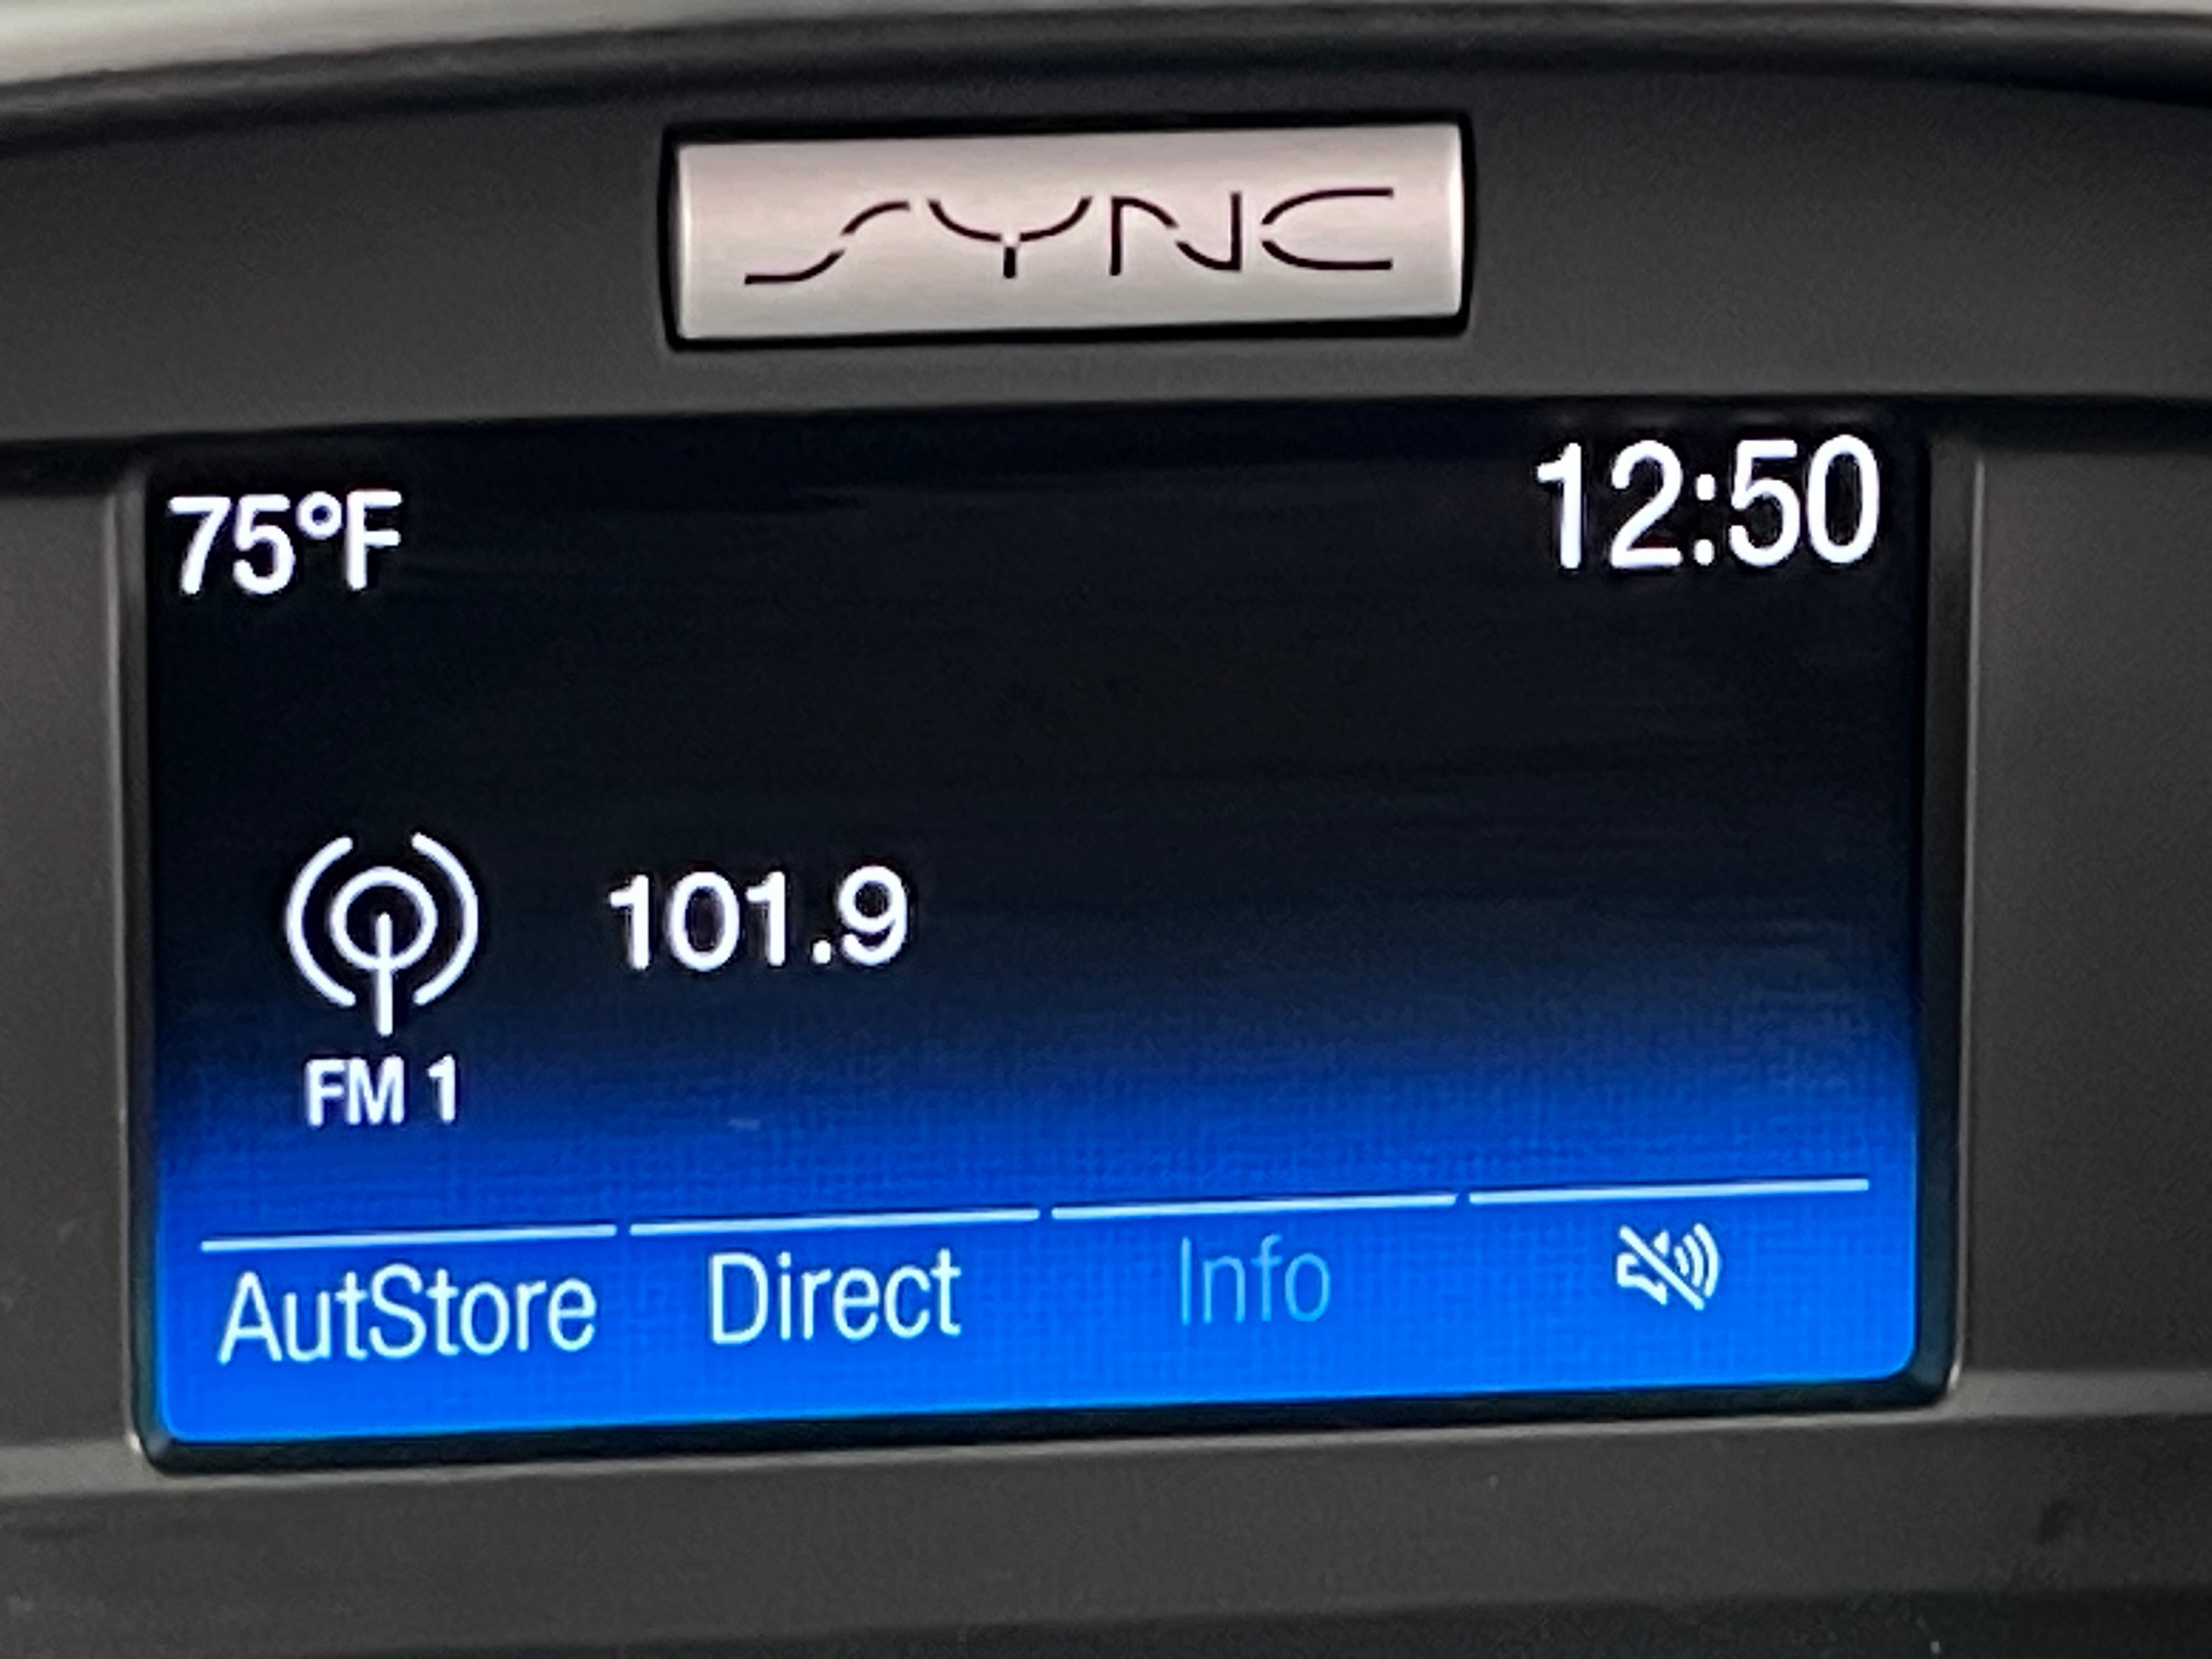 SYNC
75°F 12:50
101.9
FM 1
AutStore Direct Info